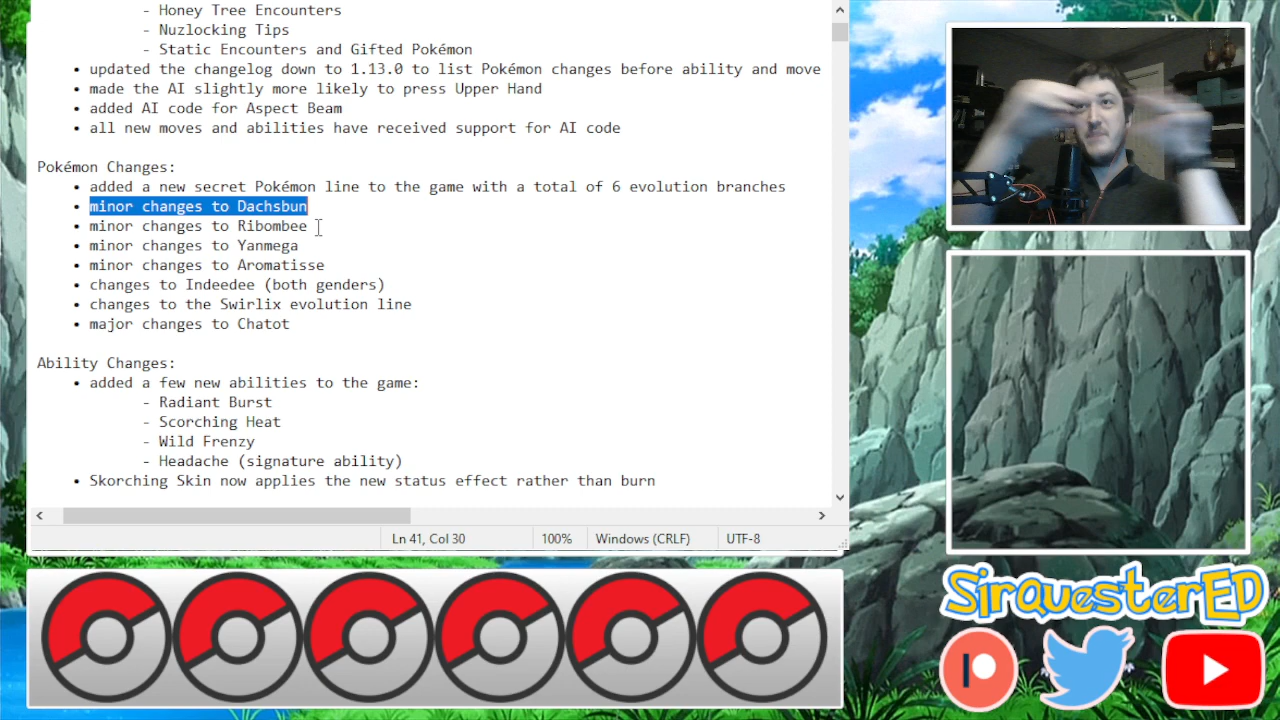 - Honey Tree Encounters
- Nuzlocking Tips
- Static Encounters and Gifted Pokémon
• updated the changelog down to 1.13.0 to list Pokémon changes before ability and move
• made the AI slightly more likely to press Upper Hand
• added AI code for Aspect Beam
• all new moves and abilities have received support for AI code
Pokémon Changes:
• added a new secret Pokémon line to the game with a total of 6 evolution branches
• minor changes to Dachsbun
• minor changes to Ribombee
• minor changes to Yanmega
• minor changes to Aromatisse
• changes to Indeedee (both genders)
• changes to the Swirlix evolution line
• major changes to Chatot
Ability Changes:
• added a few new abilities to the game:
- Radiant Burst
- Scorching Heat
- Wild Frenzy
- Headache (signature ability)
• Skorching Skin now applies the new status effect rather than burn
Ln 41, Col 30 100% Windows (CRLF) UTF-8
SirquesterED